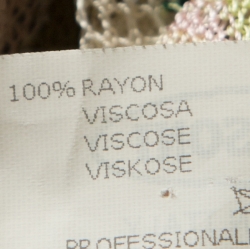 100% RAYON
VISCOSA
VISCOSE
VISKOSE
PROFESSIONAL